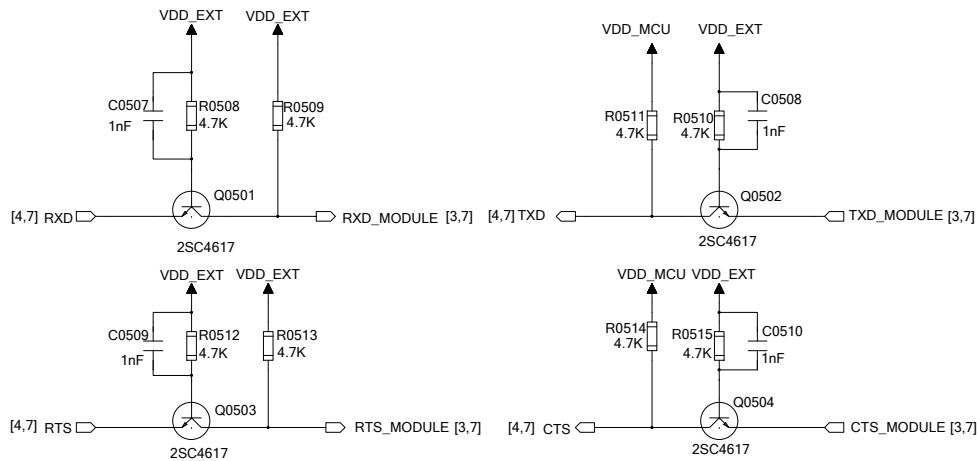 VDD_EXT
VDD_EXT
C0507
1nF
R0508
4.7K
R0509
4.7K
Q0501
[4,7] RXD
RXD_MODULE [3,7]
2SC4617
VDD_MCU
VDD_EXT
R0511
4.7K
R0510
4.7K
C0508
1nF
Q0502
[4,7] TXD
TXD_MODULE [3,7]
2SC4617
VDD_EXT
VDD_EXT
C0509
1nF
R0512
4.7K
R0513
4.7K
Q0503
[4,7] RTS
RTS_MODULE [3,7]
2SC4617
VDD_MCU
VDD_EXT
R0514
4.7K
R0515
4.7K
C0510
1nF
Q0504
[4,7] CTS
CTS_MODULE [3,7]
2SC4617